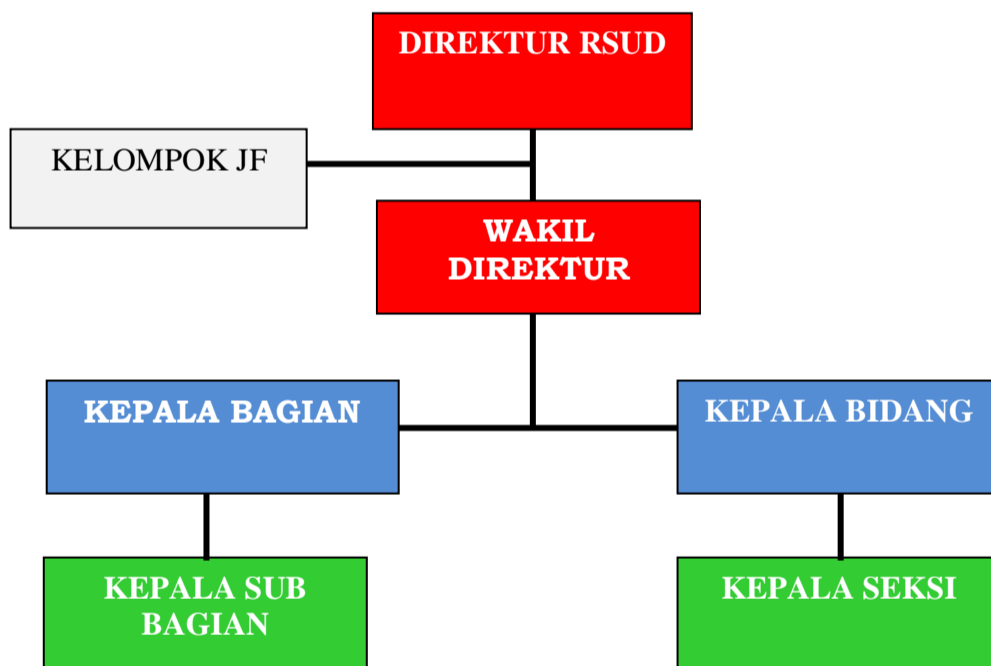 DIREKTUR RSUD
KELOMPOK JF
WAKIL
DIREKTUR
KEPALA BAGIAN
KEPALA BIDANG
KEPALA SUB
BAGIAN
KEPALA SEKSI